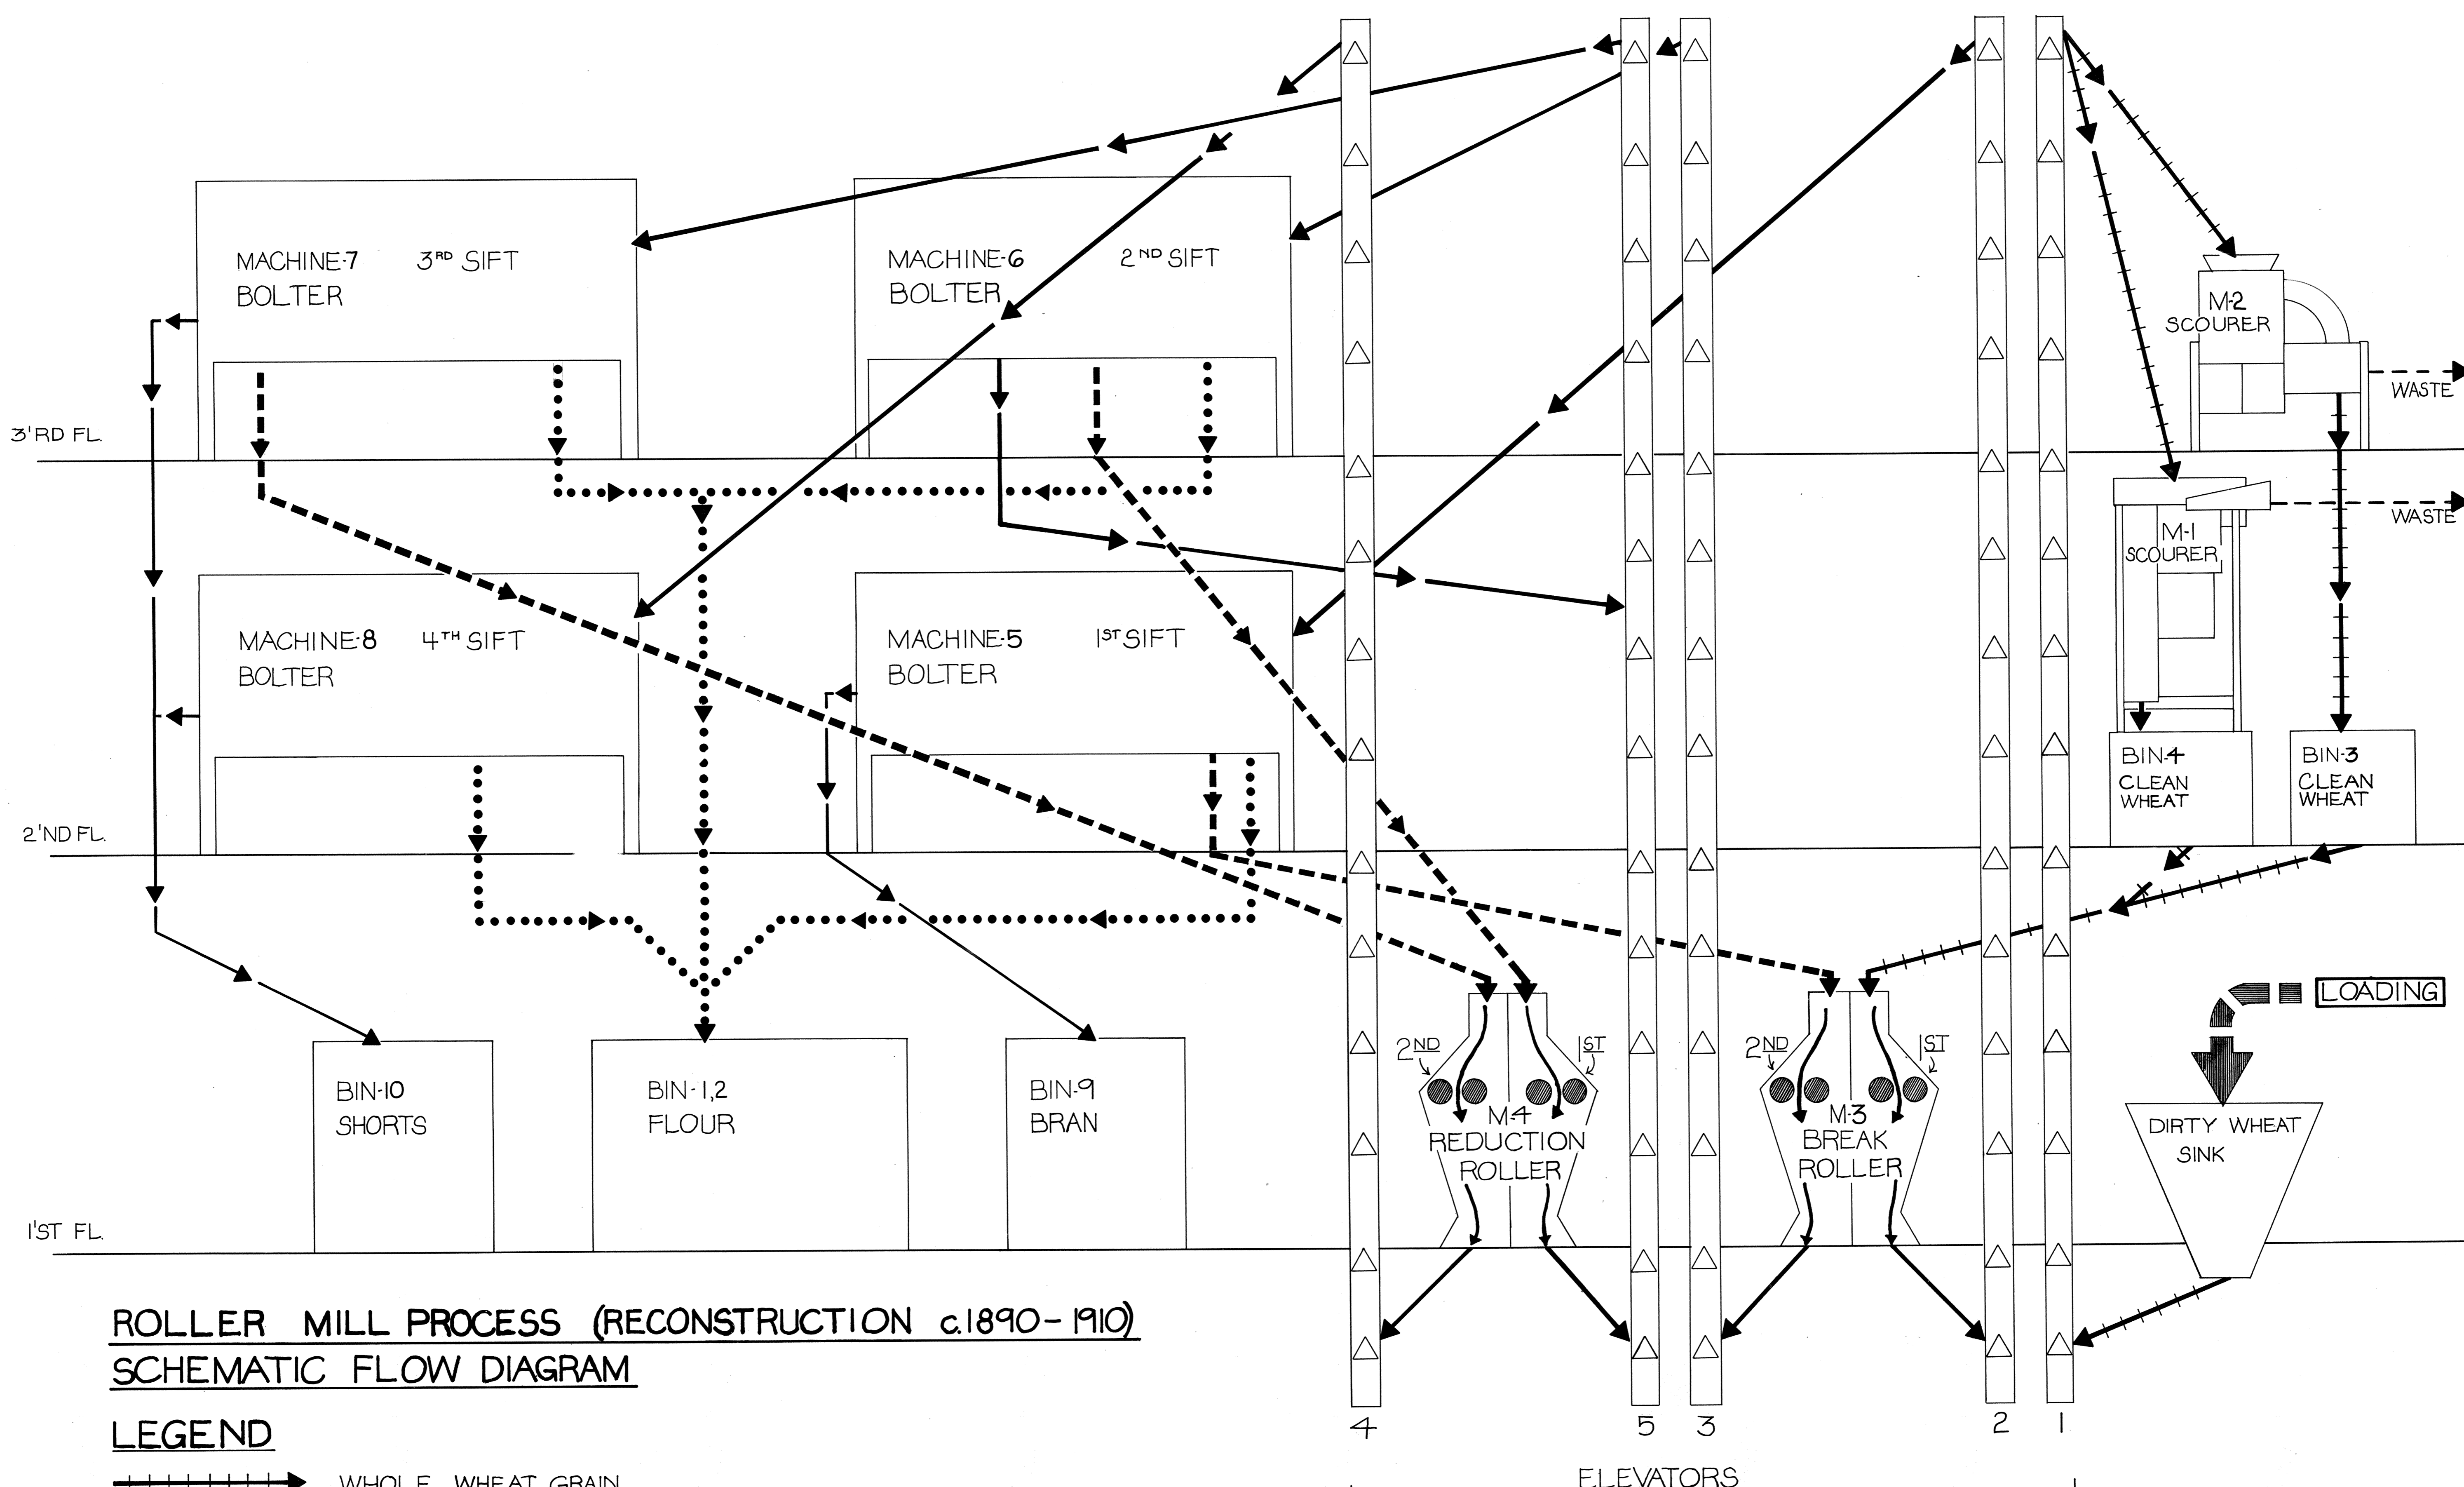 MACHINE-7 3RD SIFT
BOLTER
MACHINE-6 2ND SIFT
BOLTER
M-2
SCOURER
WASTE
3'RD FL.
WASTE
M-1
SCOURER
MACHINE-8 4TH SIFT
BOLTER
MACHINE-5 1ST SIFT
BOLTER
BIN-4
CLEAN
WHEAT
BIN-3
CLEAN
WHEAT
2'ND FL.
LOADING
2ND
1ST
2ND
1ST
BIN-10
SHORTS
BIN-1,2
FLOUR
BIN-9
BRAN
M-4
REDUCTION
ROLLER
M-3
BREAK
ROLLER
DIRTY WHEAT
SINK
1'ST FL.
ROLLER MILL PROCESS (RECONSTRUCTION c.1890-1910)
SCHEMATIC FLOW DIAGRAM
LEGEND
4 5 3 2 1
WHOLE WHEAT GRAIN
ELEVATORS